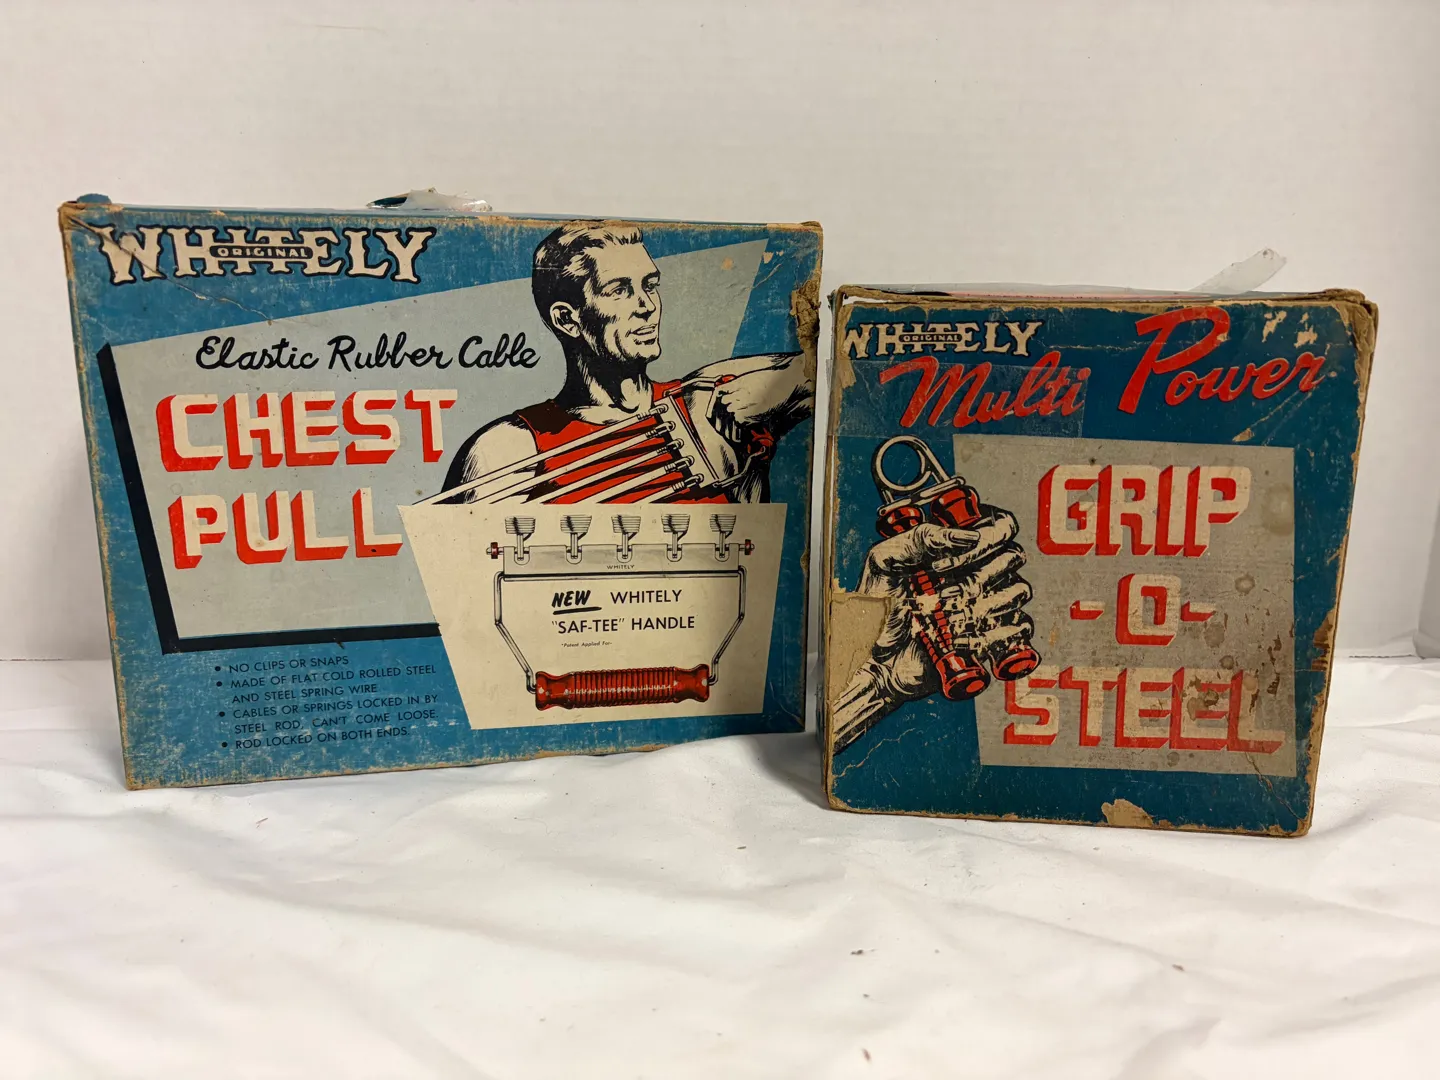 WHITELY
ORIGINAL
Elastic Rubber Cable
CHEST
PULL
WHITELY
NEW WHITELY
"SAF-TEE" HANDLE
"Patent Applied For"
• NO CLIPS OR SNAPS
• MADE OF FLAT COLD ROLLED STEEL
AND STEEL SPRING WIRE
• CABLES OR SPRINGS LOCKED IN BY
STEEL ROD, CAN'T COME LOOSE.
• ROD LOCKED ON BOTH ENDS.
WHITELY
ORIGINAL
Multi Power
GRIP
-O-
STEEL